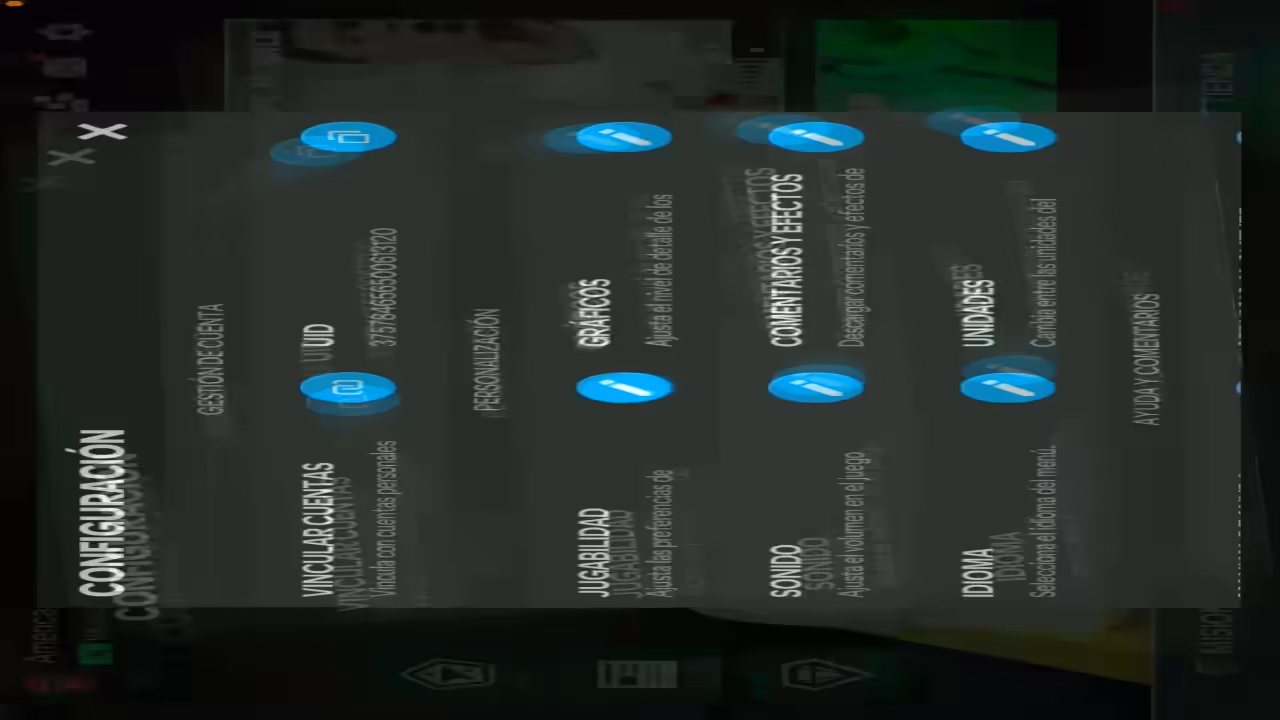 CONFIGURACIÓN
GESTIÓN DE CUENTA
VINCULAR CUENTAS
Vincula con cuentas personales
UID
PERSONALIZACIÓN
JUGABILIDAD
Ajusta las preferencias de
GRÁFICOS
Ajusta el nivel de detalle de los
SONIDO
Ajusta el volumen en el juego.
COMENTARIOS Y EFECTOS
Descargar comentarios y efectos de
IDIOMA
Selecciona el idioma del menú.
UNIDADES
Cambie entre las unidades del
AYUDA Y COMENTARIOS
TIENDA